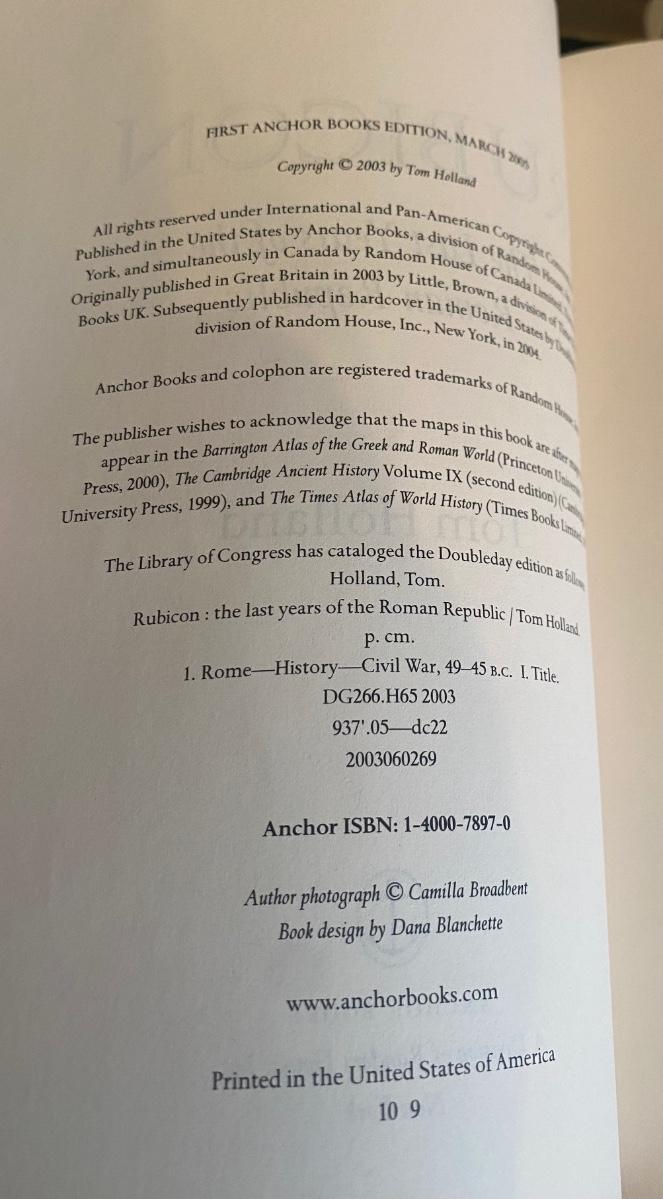 FIRST ANCHOR BOOKS EDITION, MARCH 2005
Copyright © 2003 by Tom Holland
All rights reserved under International and Pan-American Copyright
Published in the United States by Anchor Books, a division of Random House
York, and simultaneously in Canada by Random House of Canada Limited
Originally published in Great Britain in 2003 by Little, Brown, a division of
Books UK. Subsequently published in hardcover in the United States by
division of Random House, Inc., New York, in 2004.
Anchor Books and colophon are registered trademarks of Random House
The publisher wishes to acknowledge that the maps in this book are after
appear in the Barrington Atlas of the Greek and Roman World (Princeton
Press, 2000), The Cambridge Ancient History Volume IX (second edition)
University Press, 1999), and The Times Atlas of World History (Times Books
The Library of Congress has cataloged the Doubleday edition as
Holland, Tom.
Rubicon : the last years of the Roman Republic / Tom Holland
p. cm.
1. Rome—History—Civil War, 49–45 B.C. I. Title.
DG266.H65 2003
937'.05—dc22
2003060269
Anchor ISBN: 1-4000-7897-0
Author photograph © Camilla Broadbent
Book design by Dana Blanchette
www.anchorbooks.com
Printed in the United States of America
10 9